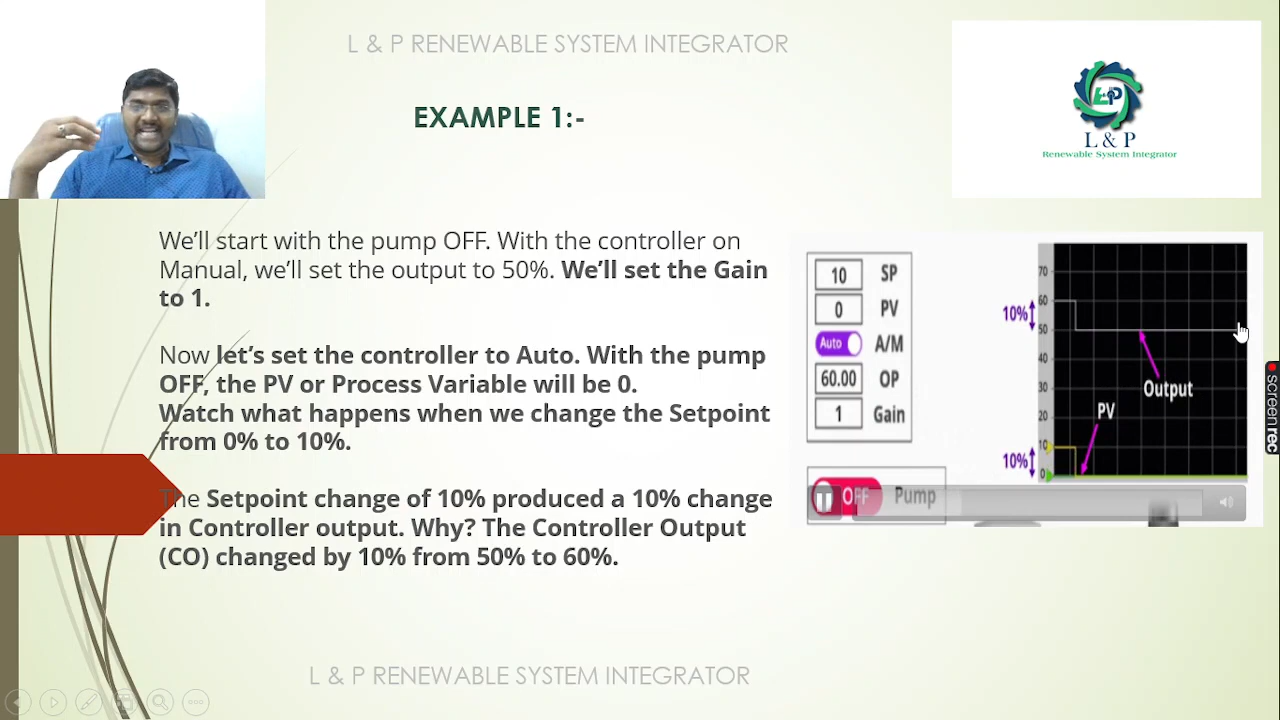 L & P RENEWABLE SYSTEM INTEGRATOR
EXAMPLE 1:-
L & P
Renewable System Integrator
We’ll start with the pump OFF. With the controller on
Manual, we’ll set the output to 50%. We’ll set the Gain
to 1.
Now let’s set the controller to Auto. With the pump
OFF, the PV or Process Variable will be 0.
Watch what happens when we change the Setpoint
from 0% to 10%.
The Setpoint change of 10% produced a 10% change
in Controller output. Why? The Controller Output
(CO) changed by 10% from 50% to 60%.
10 SP
0 PV
Auto A/M
60.00 OP
1 Gain
OFF Pump
70
60
10%
50
40
30
20
10
10%
0
Output
PV
screenrec
L & P RENEWABLE SYSTEM INTEGRATOR